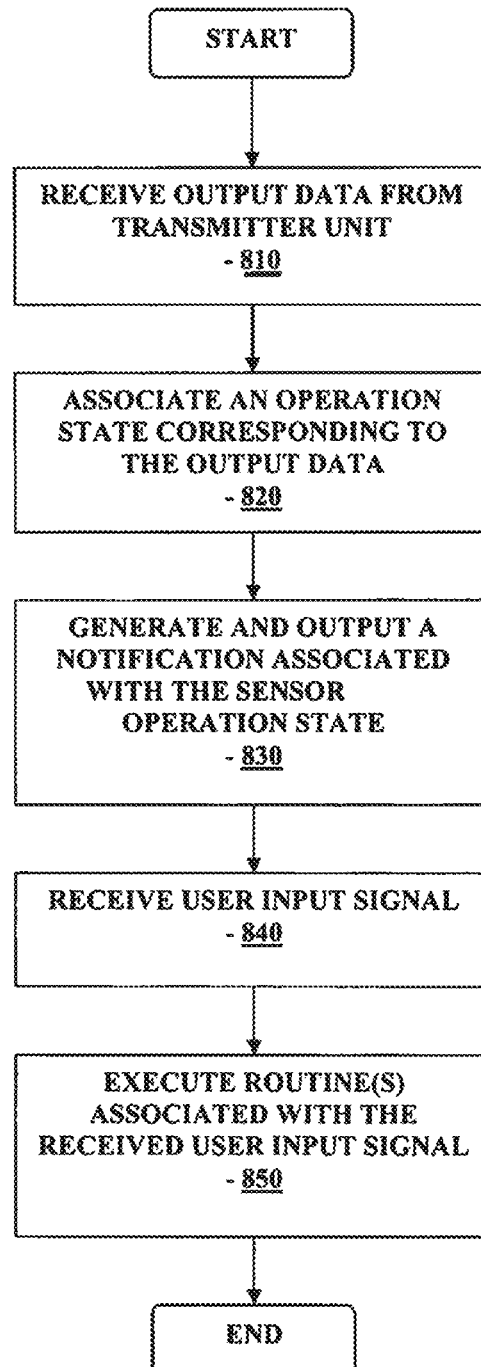 START
RECEIVE OUTPUT DATA FROM
TRANSMITTER UNIT
- 810
ASSOCIATE AN OPERATION
STATE CORRESPONDING TO
THE OUTPUT DATA
- 820
GENERATE AND OUTPUT A
NOTIFICATION ASSOCIATED
WITH THE SENSOR
OPERATION STATE
- 830
RECEIVE USER INPUT SIGNAL
- 840
EXECUTE ROUTINE(S)
ASSOCIATED WITH THE
RECEIVED USER INPUT SIGNAL
- 850
END